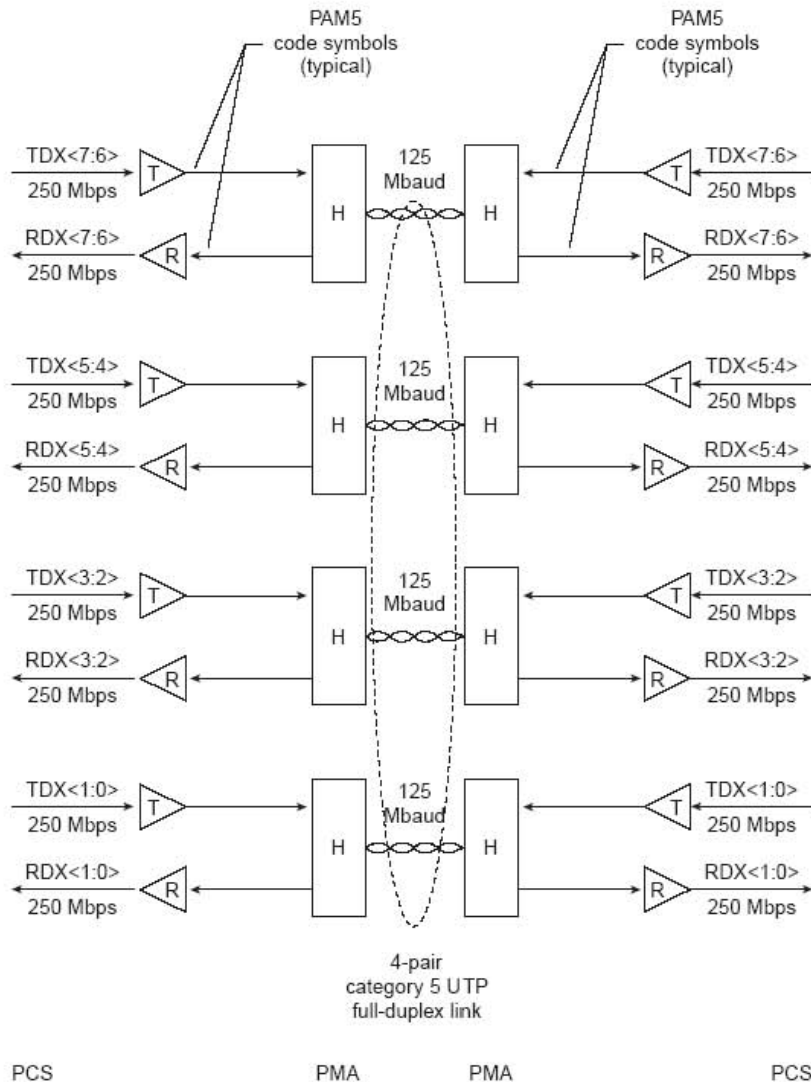 PAM5
code symbols
(typical)
PAM5
code symbols
(typical)
TDX<7:6>
T
250 Mbps
RDX<7:6>
R
250 Mbps
H
125
Mbaud
H
T
TDX<7:6>
250 Mbps
R
RDX<7:6>
250 Mbps
TDX<5:4>
T
250 Mbps
RDX<5:4>
R
250 Mbps
H
125
Mbaud
H
T
TDX<5:4>
250 Mbps
R
RDX<5:4>
250 Mbps
TDX<3:2>
T
250 Mbps
RDX<3:2>
R
250 Mbps
H
125
Mbaud
H
T
TDX<3:2>
250 Mbps
R
RDX<3:2>
250 Mbps
TDX<1:0>
T
250 Mbps
RDX<1:0>
R
250 Mbps
H
125
Mbaud
H
T
TDX<1:0>
250 Mbps
R
RDX<1:0>
250 Mbps
4-pair
category 5 UTP
full-duplex link
PCS PMA PMA PCS